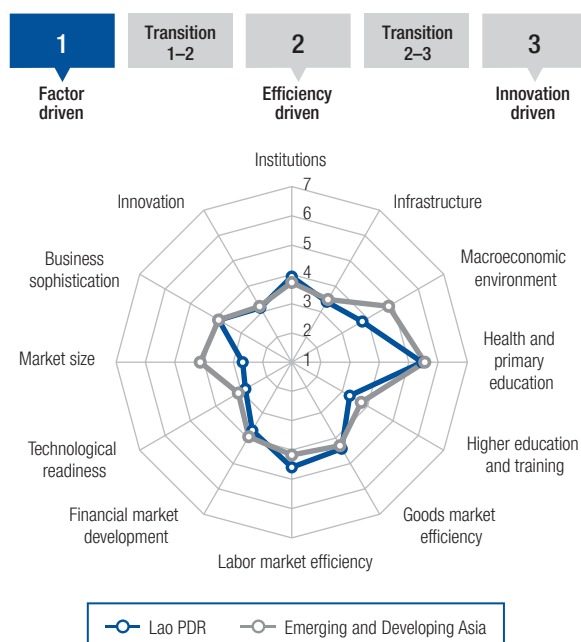 1
Transition
1–2
2
Transition
2–3
3
Factor
driven
Efficiency
driven
Innovation
driven
Institutions
7
6
5
4
3
2
1
Infrastructure
Macroeconomic
environment
Health and
primary
education
Higher education
and training
Goods market
efficiency
Labor market efficiency
Financial market
development
Technological
readiness
Market size
Business
sophistication
Innovation
Lao PDR
Emerging and Developing Asia